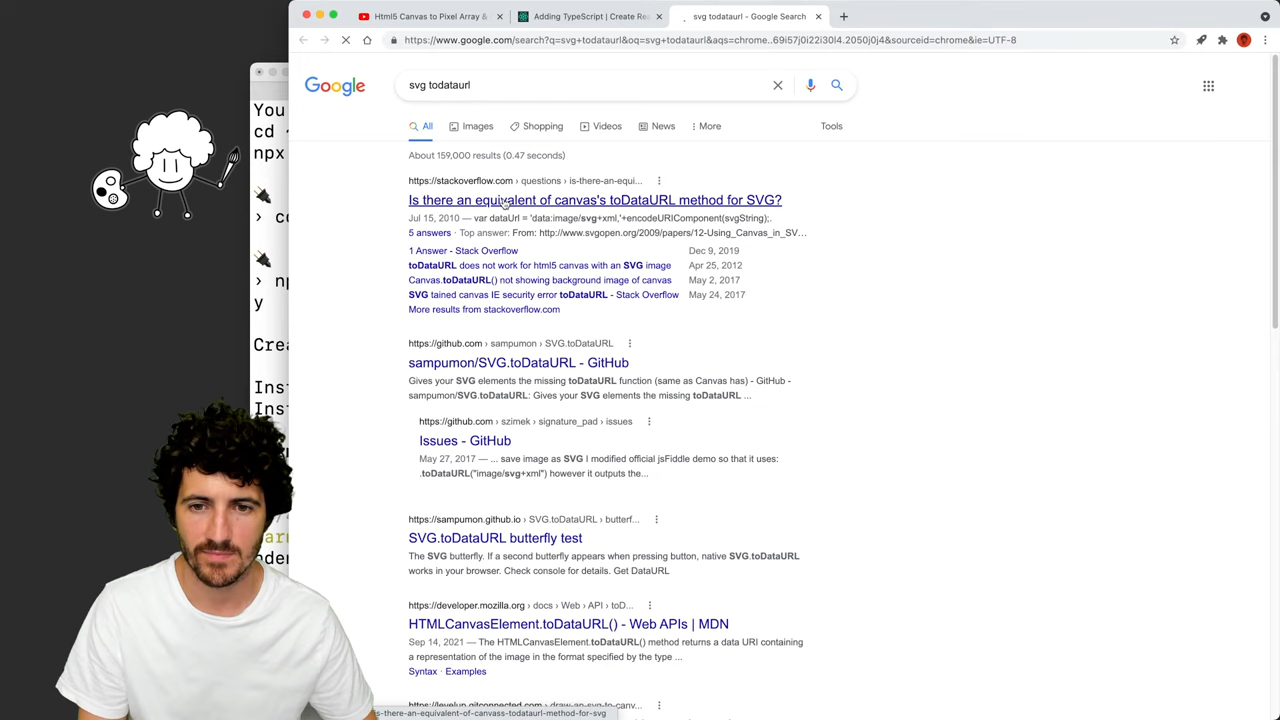 Html5 Canvas to Pixel Array &
Adding TypeScript | Create Rea
svg todataurl - Google Search
https://www.google.com/search?q=svg+todataurl&oq=svg+todataurl&aqs=chrome..69i57j0i22i30l4.2050j0j4&sourceid=chrome&ie=UTF-8
Google
svg todataurl
All
Images
Shopping
Videos
News
More
Tools
About 159,000 results (0.47 seconds)
https://stackoverflow.com › questions › is-there-an-equi...
Is there an equivalent of canvas's toDataURL method for SVG?
Jul 15, 2010 — var dataUrl = 'data:image/svg+xml,'+encodeURIComponent(svgString);.
5 answers · Top answer: From: http://www.svgopen.org/2009/papers/12-Using_Canvas_in_SV...
1 Answer - Stack Overflow Dec 9, 2019
toDataURL does not work for html5 canvas with an SVG image Apr 25, 2012
Canvas.toDataURL() not showing background image of canvas May 2, 2017
SVG tained canvas IE security error toDataURL - Stack Overflow May 24, 2017
More results from stackoverflow.com
https://github.com › sampumon › SVG.toDataURL
sampumon/SVG.toDataURL - GitHub
Gives your SVG elements the missing toDataURL function (same as Canvas has) - GitHub -
sampumon/SVG.toDataURL: Gives your SVG elements the missing toDataURL ...
https://github.com › szimek › signature_pad › issues
Issues - GitHub
May 27, 2017 — ... save image as SVG I modified official jsFiddle demo so that it uses:
.toDataURL("image/svg+xml") however it outputs the...
https://sampumon.github.io › SVG.toDataURL › butterf...
SVG.toDataURL butterfly test
The SVG butterfly. If a second butterfly appears when pressing button, native SVG.toDataURL
works in your browser. Check console for details. Get DataURL
https://developer.mozilla.org › docs › Web › API › toD...
HTMLCanvasElement.toDataURL() - Web APIs | MDN
Sep 14, 2021 — The HTMLCanvasElement.toDataURL() method returns a data URI containing
a representation of the image in the format specified by the type ...
Syntax · Examples
s-there-an-equivalent-of-canvass-todataurl-method-for-svg
You
cd
npx
› np
y
Crea
Inst
Inst